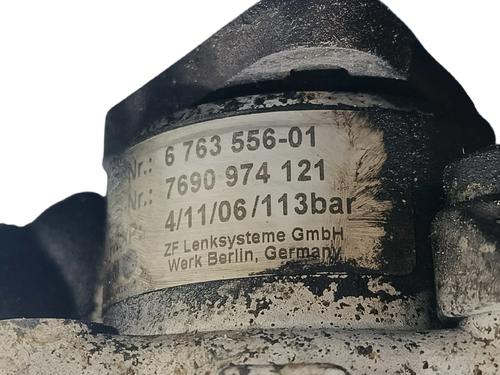 Nr.: 6 763 556-01
Nr.: 7690 974 121
P: 4/11/06/113bar
ZF Lenksysteme GmbH
Werk Berlin, Germany